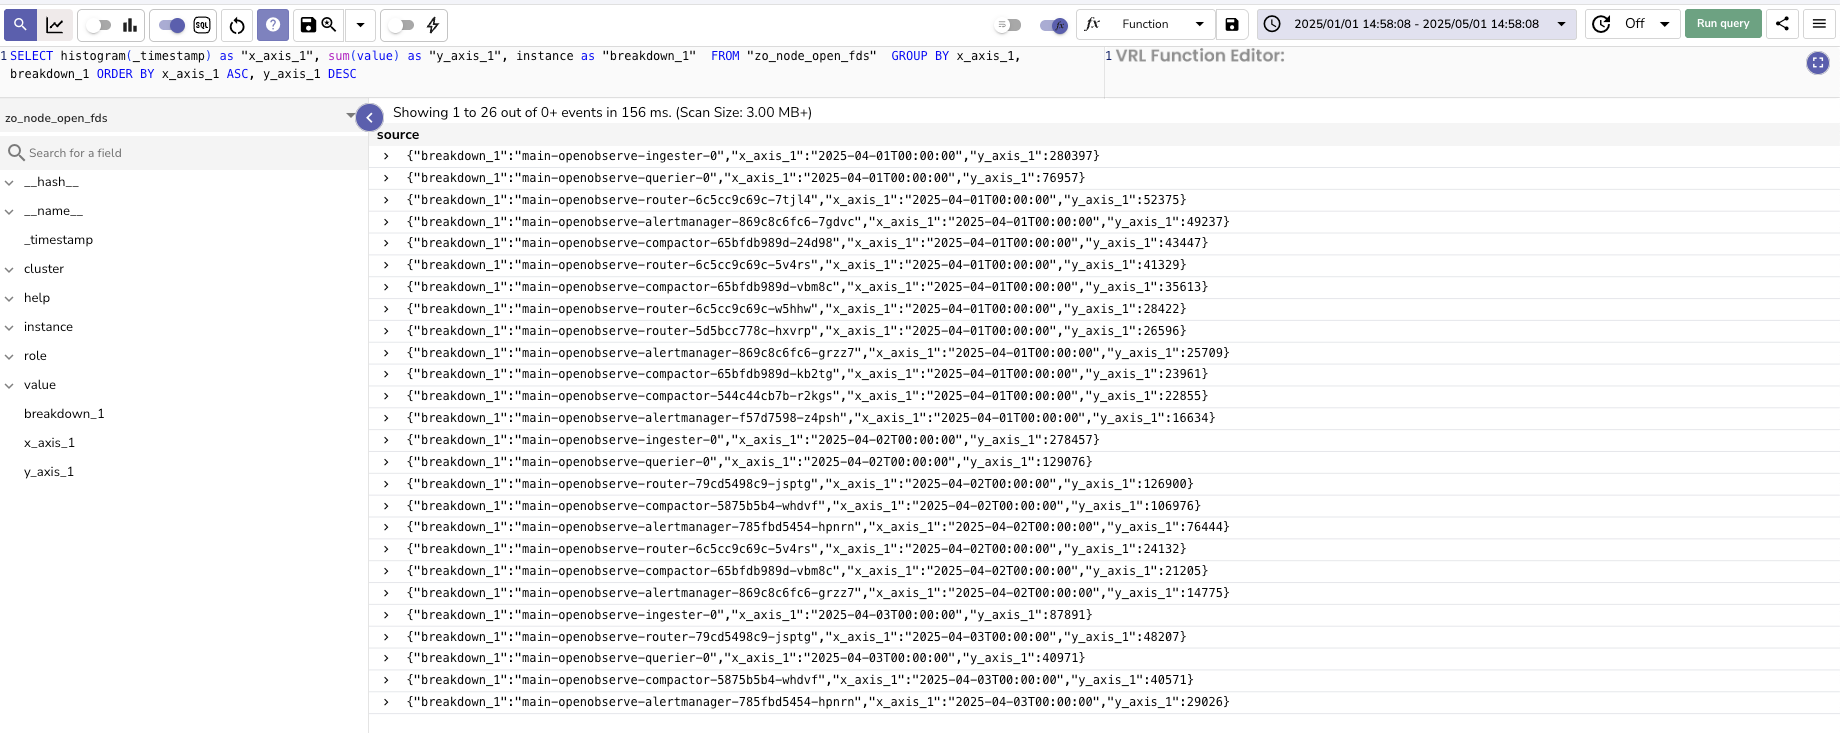 SQL
fx
fx Function
2025/01/01 14:58:08 - 2025/05/01 14:58:08
Off
Run query
1 SELECT histogram(_timestamp) as "x_axis_1", sum(value) as "y_axis_1", instance as "breakdown_1"  FROM "zo_node_open_fds"  GROUP BY x_axis_1,
breakdown_1 ORDER BY x_axis_1 ASC, y_axis_1 DESC
1 VRL Function Editor:
zo_node_open_fds
Search for a field
__hash__
__name__
_timestamp
cluster
help
instance
role
value
breakdown_1
x_axis_1
y_axis_1
Showing 1 to 26 out of 0+ events in 156 ms. (Scan Size: 3.00 MB+)
source
{"breakdown_1":"main-openobserve-ingester-0","x_axis_1":"2025-04-01T00:00:00","y_axis_1":280397}
{"breakdown_1":"main-openobserve-querier-0","x_axis_1":"2025-04-01T00:00:00","y_axis_1":76957}
{"breakdown_1":"main-openobserve-router-6c5cc9c69c-7tjl4","x_axis_1":"2025-04-01T00:00:00","y_axis_1":52375}
{"breakdown_1":"main-openobserve-alertmanager-869c8c6fc6-7gdvc","x_axis_1":"2025-04-01T00:00:00","y_axis_1":49237}
{"breakdown_1":"main-openobserve-compactor-65bfdb989d-24d98","x_axis_1":"2025-04-01T00:00:00","y_axis_1":43447}
{"breakdown_1":"main-openobserve-router-6c5cc9c69c-5v4rs","x_axis_1":"2025-04-01T00:00:00","y_axis_1":41329}
{"breakdown_1":"main-openobserve-compactor-65bfdb989d-vbm8c","x_axis_1":"2025-04-01T00:00:00","y_axis_1":35613}
{"breakdown_1":"main-openobserve-router-6c5cc9c69c-w5hhw","x_axis_1":"2025-04-01T00:00:00","y_axis_1":28422}
{"breakdown_1":"main-openobserve-router-5d5bcc778c-hxvrp","x_axis_1":"2025-04-01T00:00:00","y_axis_1":26596}
{"breakdown_1":"main-openobserve-alertmanager-869c8c6fc6-grzz7","x_axis_1":"2025-04-01T00:00:00","y_axis_1":25709}
{"breakdown_1":"main-openobserve-compactor-65bfdb989d-kb2tg","x_axis_1":"2025-04-01T00:00:00","y_axis_1":23961}
{"breakdown_1":"main-openobserve-compactor-544c44cb7b-r2kgs","x_axis_1":"2025-04-01T00:00:00","y_axis_1":22855}
{"breakdown_1":"main-openobserve-alertmanager-f57d7598-z4psh","x_axis_1":"2025-04-01T00:00:00","y_axis_1":16634}
{"breakdown_1":"main-openobserve-ingester-0","x_axis_1":"2025-04-02T00:00:00","y_axis_1":278457}
{"breakdown_1":"main-openobserve-querier-0","x_axis_1":"2025-04-02T00:00:00","y_axis_1":129076}
{"breakdown_1":"main-openobserve-router-79cd5498c9-jsptg","x_axis_1":"2025-04-02T00:00:00","y_axis_1":126900}
{"breakdown_1":"main-openobserve-compactor-5875b5b4-whdvf","x_axis_1":"2025-04-02T00:00:00","y_axis_1":106976}
{"breakdown_1":"main-openobserve-alertmanager-785fbd5454-hpnrn","x_axis_1":"2025-04-02T00:00:00","y_axis_1":76444}
{"breakdown_1":"main-openobserve-router-6c5cc9c69c-5v4rs","x_axis_1":"2025-04-02T00:00:00","y_axis_1":24132}
{"breakdown_1":"main-openobserve-compactor-65bfdb989d-vbm8c","x_axis_1":"2025-04-02T00:00:00","y_axis_1":21205}
{"breakdown_1":"main-openobserve-alertmanager-869c8c6fc6-grzz7","x_axis_1":"2025-04-02T00:00:00","y_axis_1":14775}
{"breakdown_1":"main-openobserve-ingester-0","x_axis_1":"2025-04-03T00:00:00","y_axis_1":87891}
{"breakdown_1":"main-openobserve-router-79cd5498c9-jsptg","x_axis_1":"2025-04-03T00:00:00","y_axis_1":48207}
{"breakdown_1":"main-openobserve-querier-0","x_axis_1":"2025-04-03T00:00:00","y_axis_1":40971}
{"breakdown_1":"main-openobserve-compactor-5875b5b4-whdvf","x_axis_1":"2025-04-03T00:00:00","y_axis_1":40571}
{"breakdown_1":"main-openobserve-alertmanager-785fbd5454-hpnrn","x_axis_1":"2025-04-03T00:00:00","y_axis_1":29026}